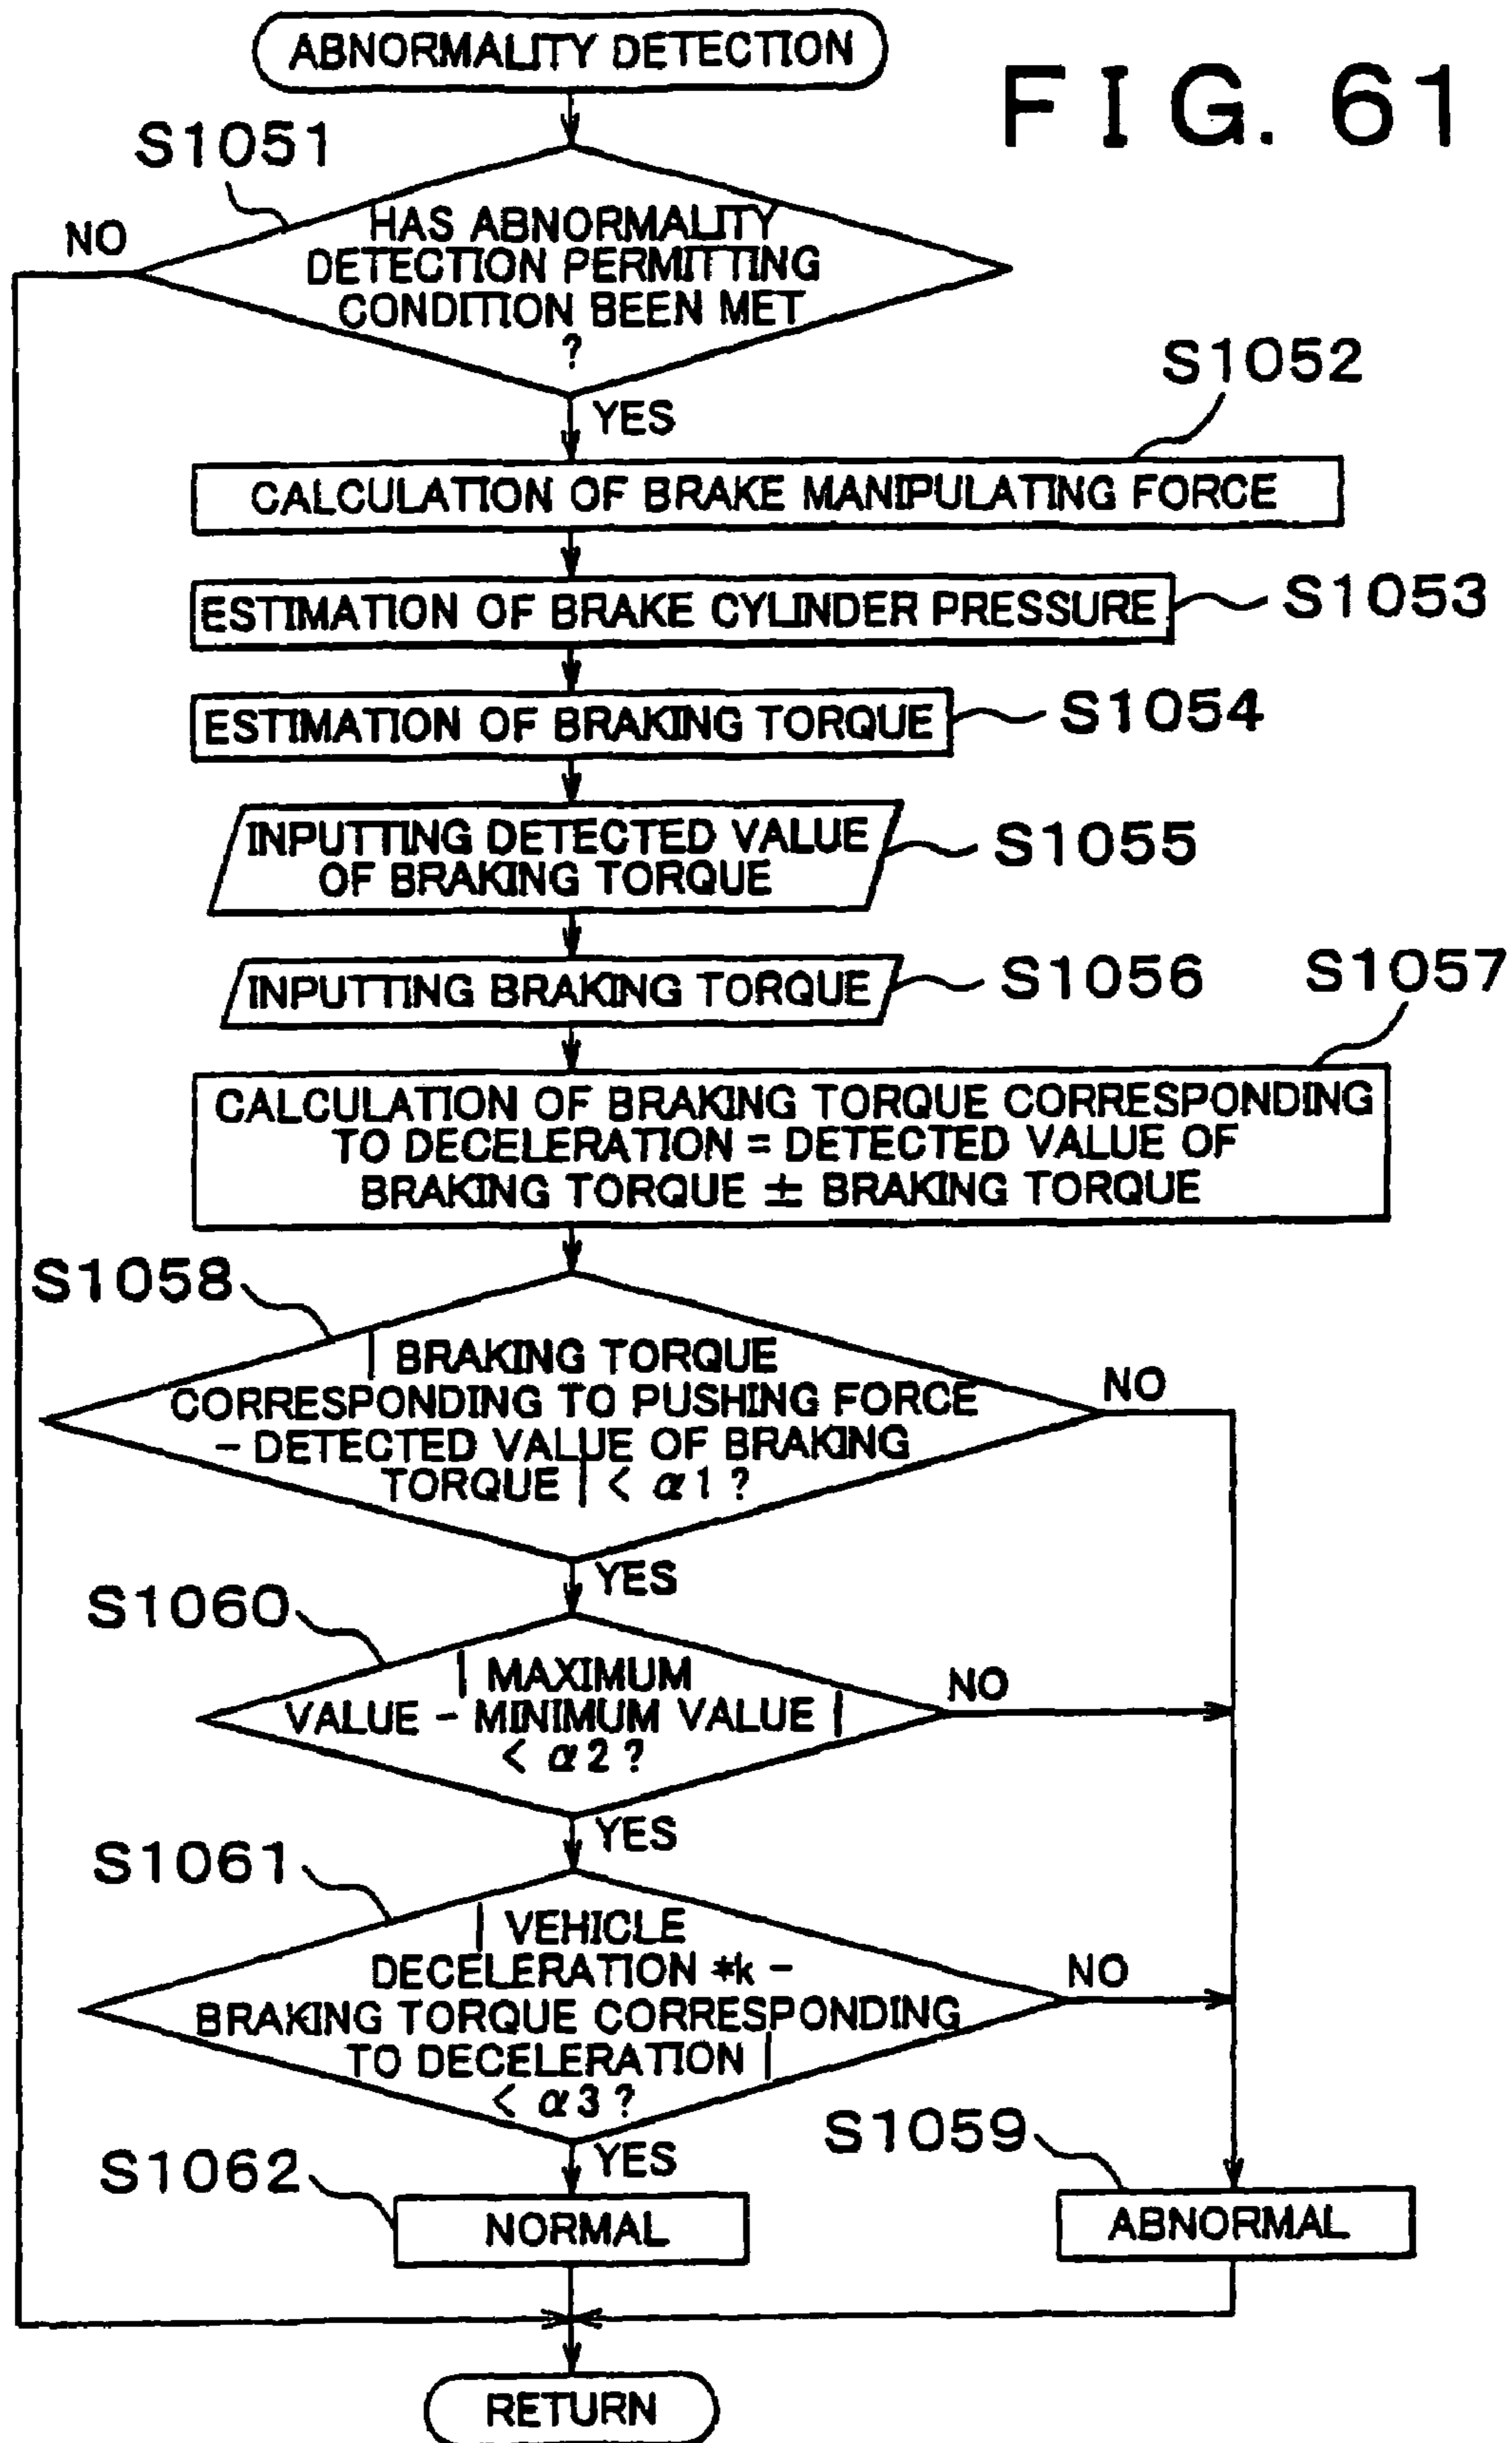 ABNORMALITY DETECTION
FIG. 61
S1051
NO
HAS ABNORMALITY
DETECTION PERMITTING
CONDITION BEEN MET
?
YES
S1052
CALCULATION OF BRAKE MANIPULATING FORCE
ESTIMATION OF BRAKE CYLINDER PRESSURE
S1053
ESTIMATION OF BRAKING TORQUE
S1054
INPUTTING DETECTED VALUE
OF BRAKING TORQUE
S1055
INPUTTING BRAKING TORQUE
S1056
S1057
CALCULATION OF BRAKING TORQUE CORRESPONDING
TO DECELERATION = DETECTED VALUE OF
BRAKING TORQUE ± BRAKING TORQUE
S1058
| BRAKING TORQUE
CORRESPONDING TO PUSHING FORCE
- DETECTED VALUE OF BRAKING
TORQUE | < α1 ?
NO
YES
S1060
| MAXIMUM
VALUE - MINIMUM VALUE |
< α2 ?
NO
YES
S1061
| VEHICLE
DECELERATION *k -
BRAKING TORQUE CORRESPONDING
TO DECELERATION |
< α3 ?
NO
YES
S1062
NORMAL
S1059
ABNORMAL
RETURN